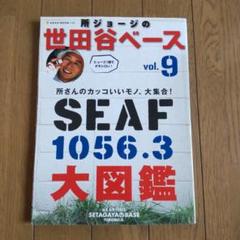 所ジョージの
世田谷ベース
vol.9
所さんのカッコいいモノ、大集合!
SEAF
1056.3
大図鑑
SETAGAYA BASE